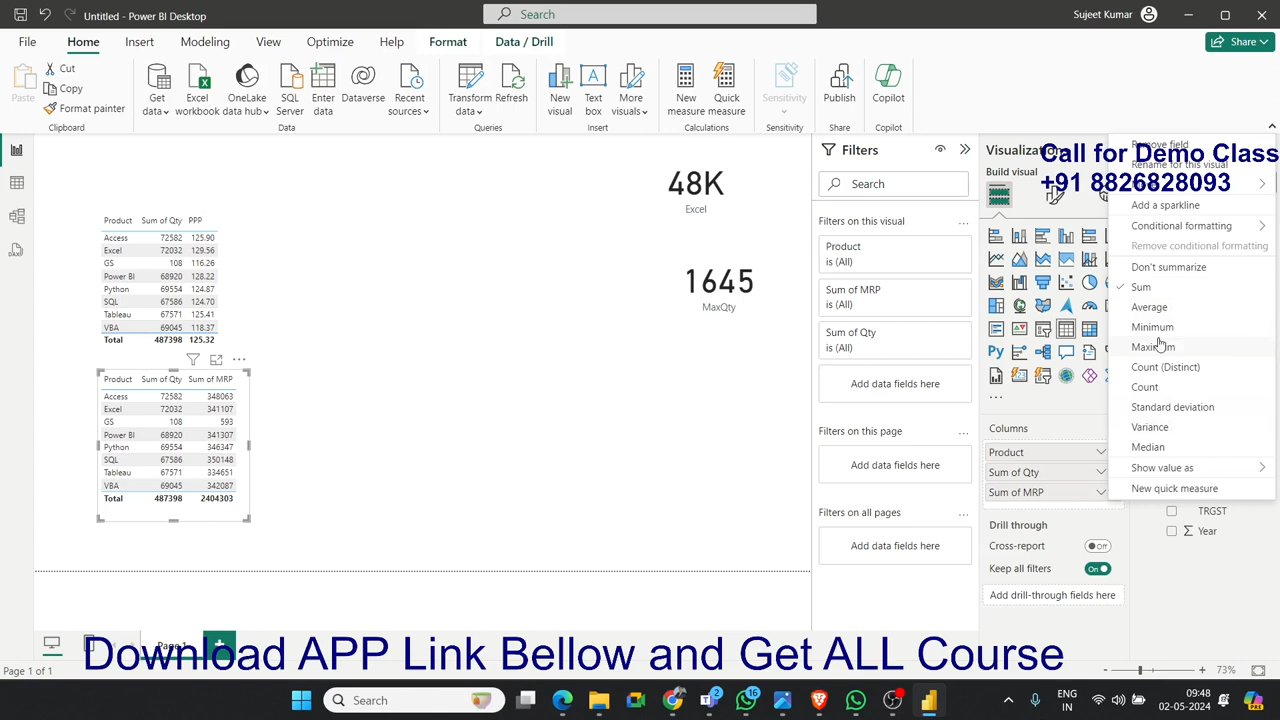 Untitled - Power BI Desktop
Search
Sujeet Kumar
File Home Insert Modeling View Optimize Help Format Data / Drill
Share
Paste
Cut
Copy
Format painter
Get data
Excel workbook
OneLake data hub
SQL Server
Enter data
Dataverse
Recent sources
Transform data
Refresh
New visual
Text box
More visuals
New measure
Quick measure
Sensitivity
Publish
Copilot
Clipboard Data Queries Insert Calculations Sensitivity Share Copilot
Product Sum of Qty PPP
Access 72582 125.90
Excel 72032 129.56
GS 108 116.26
Power BI 68920 128.22
Python 69554 124.87
SQL 67586 124.70
Tableau 67571 125.41
VBA 69045 118.37
Total 487398 125.32
Product Sum of Qty Sum of MRP
Access 72582 348063
Excel 72032 341107
GS 108 593
Power BI 68920 341307
Python 69554 346347
SQL 67586 350148
Tableau 67571 334651
VBA 69045 342087
Total 487398 2404303
48K
Excel
1645
MaxQty
Filters
Search
Filters on this visual
Product
is (All)
Sum of MRP
is (All)
Sum of Qty
is (All)
Add data fields here
Filters on this page
Add data fields here
Filters on all pages
Add data fields here
Build visual
Call for Demo Class
+91 8826828093
Columns
Product
Sum of Qty
Sum of MRP
Drill through
Cross-report Off
Keep all filters On
Add drill-through fields here
Remove field
Rename for this visual
Add a sparkline
Conditional formatting
Remove conditional formatting
Don't summarize
Sum
Average
Minimum
Maximum
Count (Distinct)
Count
Standard deviation
Variance
Median
Show value as
New quick measure
TRGST
Year
Page 1
Download APP Link Bellow and Get ALL Course
Page 1 of 1
73%
Search
2
16
ENG
IN
09:48
02-05-2024